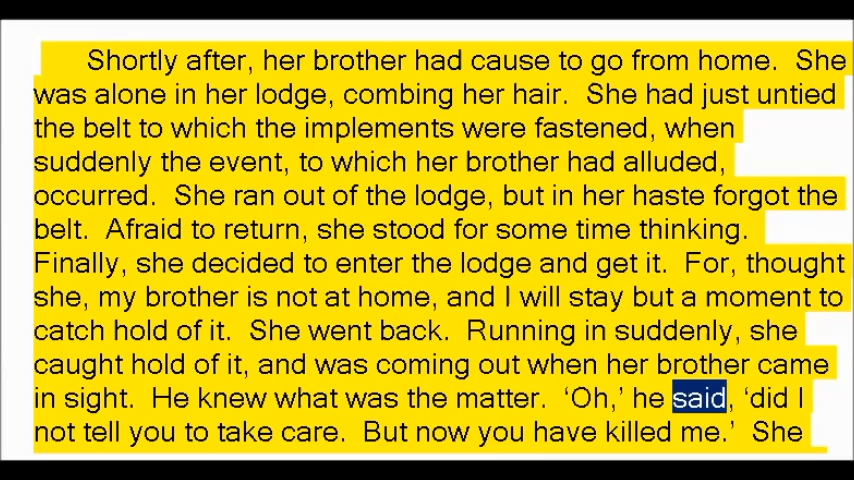 Shortly after, her brother had cause to go from home.  She
was alone in her lodge, combing her hair.  She had just untied
the belt to which the implements were fastened, when
suddenly the event, to which her brother had alluded,
occurred.  She ran out of the lodge, but in her haste forgot the
belt.  Afraid to return, she stood for some time thinking.
Finally, she decided to enter the lodge and get it.  For, thought
she, my brother is not at home, and I will stay but a moment to
catch hold of it.  She went back.  Running in suddenly, she
caught hold of it, and was coming out when her brother came
in sight.  He knew what was the matter.  ‘Oh,’ he said, ‘did I
not tell you to take care.  But now you have killed me.’  She